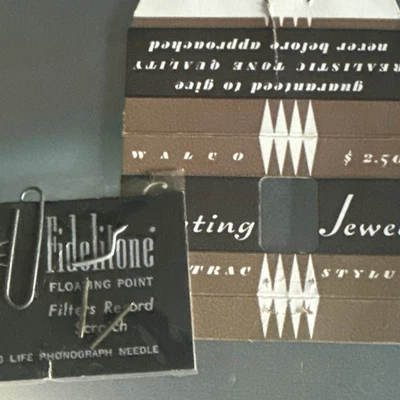 guaranteed to give
REALISTIC TONE QUALITY
never before approached
WALCO $2.50
ting Jewe
TRAC STYLU
Fidelitone
FLOATING POINT
Filters Record
Scratch
LIFE PHONOGRAPH NEEDLE